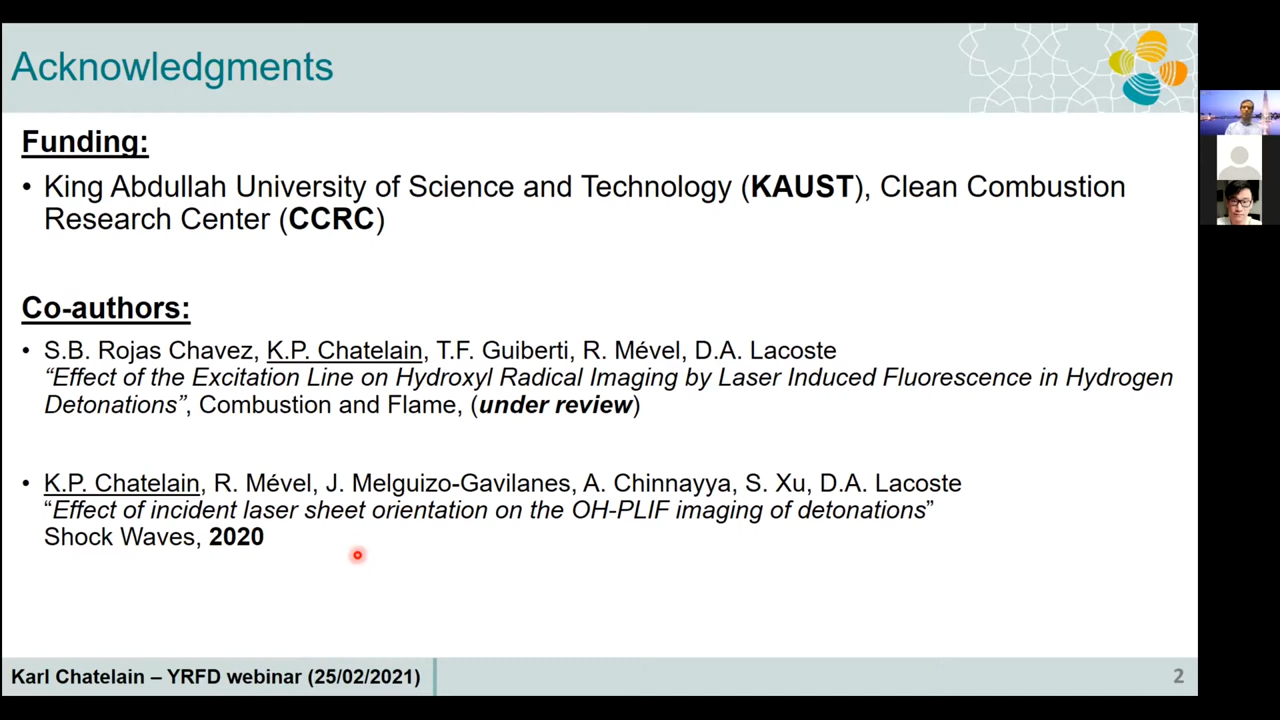 Acknowledgments
Funding:
• King Abdullah University of Science and Technology (KAUST), Clean Combustion
Research Center (CCRC)
Co-authors:
• S.B. Rojas Chavez, K.P. Chatelain, T.F. Guiberti, R. Mével, D.A. Lacoste
“Effect of the Excitation Line on Hydroxyl Radical Imaging by Laser Induced Fluorescence in Hydrogen
Detonations”, Combustion and Flame, (under review)
• K.P. Chatelain, R. Mével, J. Melguizo-Gavilanes, A. Chinnayya, S. Xu, D.A. Lacoste
“Effect of incident laser sheet orientation on the OH-PLIF imaging of detonations”
Shock Waves, 2020
Karl Chatelain – YRFD webinar (25/02/2021)
2